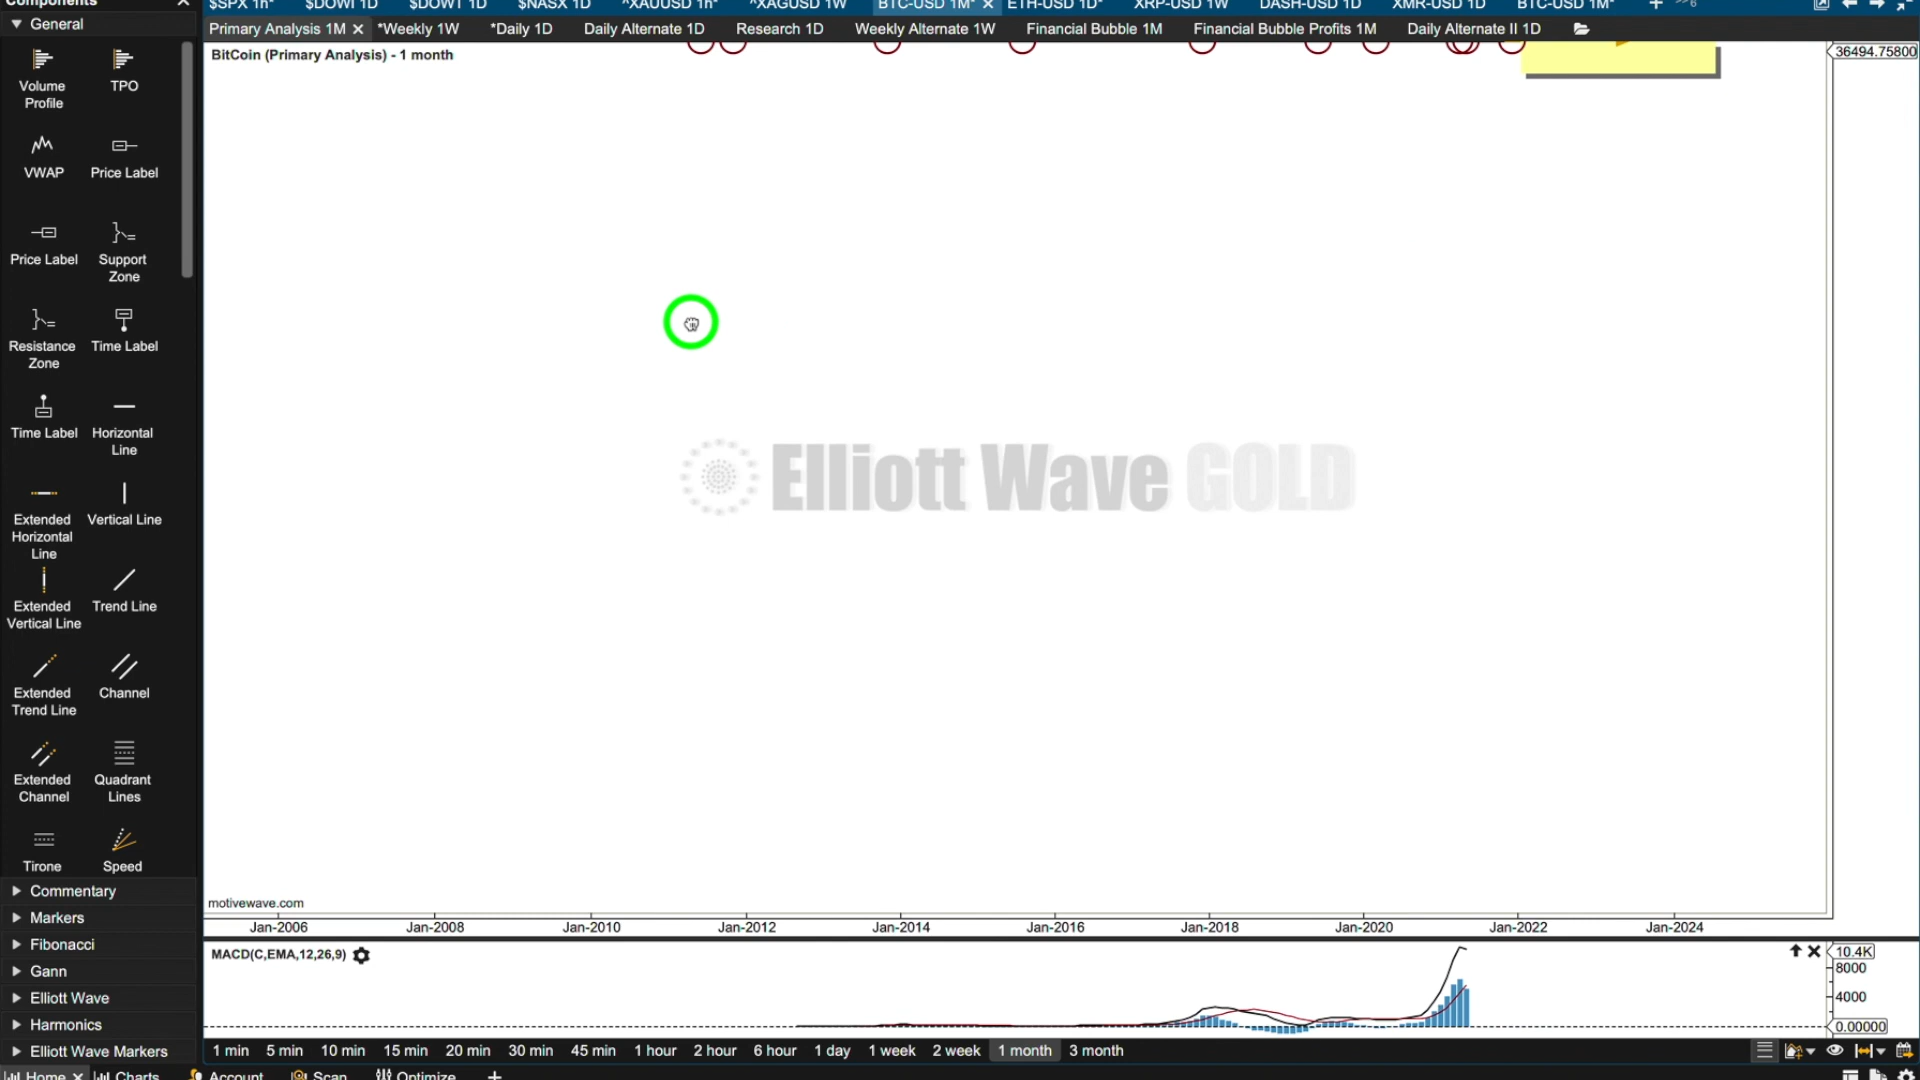 Components
$SPX 1h* $DOWI 1D $DOWT 1D $NASX 1D ^XAUUSD 1h* ^XAGUSD 1W BTC-USD 1M* ETH-USD 1D* XRP-USD 1W DASH-USD 1D XMR-USD 1D BTC-USD 1M*
General
Primary Analysis 1M *Weekly 1W *Daily 1D Daily Alternate 1D Research 1D Weekly Alternate 1W Financial Bubble 1M Financial Bubble Profits 1M Daily Alternate II 1D
BitCoin (Primary Analysis) - 1 month
36494.75800
Volume Profile
TPO
VWAP
Price Label
Price Label
Support Zone
Resistance Zone
Time Label
Time Label
Horizontal Line
Extended Horizontal Line
Vertical Line
Extended Vertical Line
Trend Line
Extended Trend Line
Channel
Extended Channel
Quadrant Lines
Tirone
Speed
Elliott Wave GOLD
Commentary
Markers
Fibonacci
Gann
Elliott Wave
Harmonics
Elliott Wave Markers
motivewave.com
Jan-2006 Jan-2008 Jan-2010 Jan-2012 Jan-2014 Jan-2016 Jan-2018 Jan-2020 Jan-2022 Jan-2024
MACD(C,EMA,12,26,9)
10.4K
8000
4000
0.00000
1 min 5 min 10 min 15 min 20 min 30 min 45 min 1 hour 2 hour 6 hour 1 day 1 week 2 week 1 month 3 month
Home Charts Account Scan Optimize